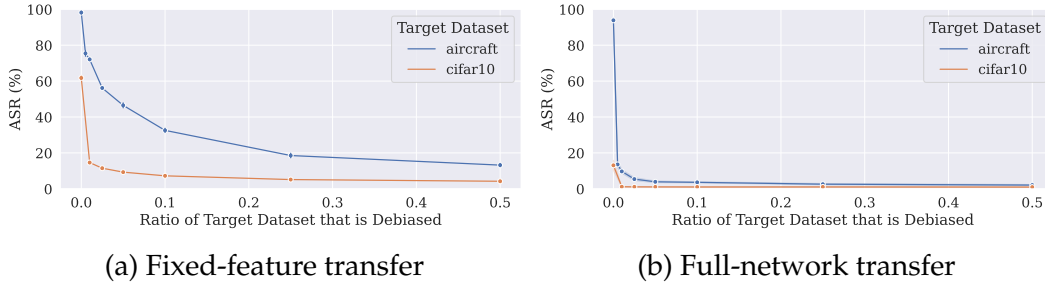 100
80
60
40
20
0
ASR (%)
Target Dataset
aircraft
cifar10
0.0 0.1 0.2 0.3 0.4 0.5
Ratio of Target Dataset that is Debiased
(a) Fixed-feature transfer
100
80
60
40
20
0
ASR (%)
Target Dataset
aircraft
cifar10
0.0 0.1 0.2 0.3 0.4 0.5
Ratio of Target Dataset that is Debiased
(b) Full-network transfer